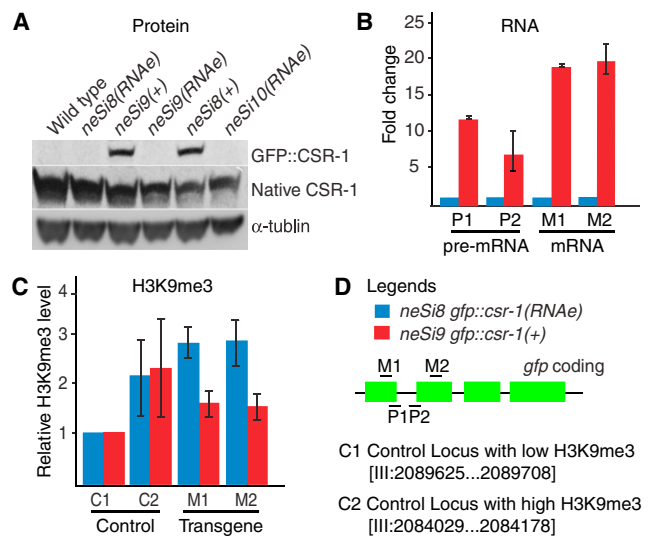 A
Protein
Wild type
neSi8(RNAe)
neSi9(+)
neSi9(RNAe)
neSi8(+)
neSi10(RNAe)
GFP::CSR-1
Native CSR-1
α-tublin
B
RNA
Fold change
25
20
15
10
5
P1 P2 M1 M2
pre-mRNA mRNA
C
H3K9me3
Relative H3K9me3 level
4
3
2
1
C1 C2 M1 M2
Control Transgene
D Legends
neSi8 gfp::csr-1(RNAe)
neSi9 gfp::csr-1(+)
M1 M2 gfp coding
P1P2
C1 Control Locus with low H3K9me3
[III:2089625...2089708]
C2 Control Locus with high H3K9me3
[III:2084029...2084178]